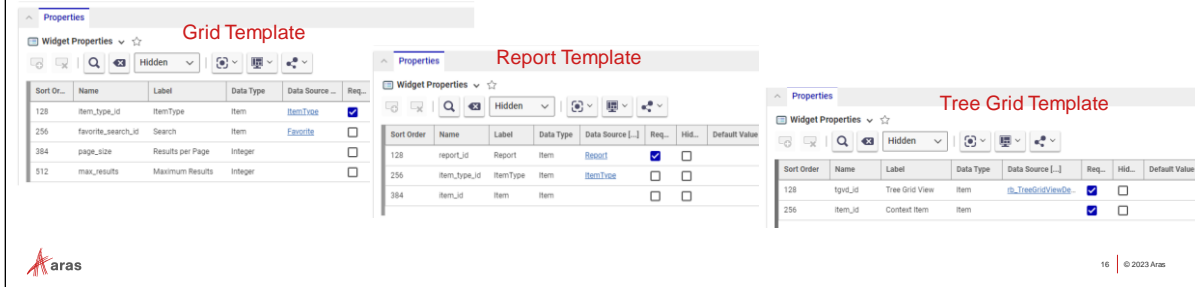 Properties
Grid Template
Widget Properties
Hidden
Sort Or... Name Label Data Type Data Source ... Req...
128 item_type_id ItemType Item ItemType
256 favorite_search_id Search Item Favorite
384 page_size Results per Page Integer
512 max_results Maximum Results Integer
Properties
Report Template
Widget Properties
Hidden
Sort Order Name Label Data Type Data Source [...] Req... Hid... Default Value
128 report_id Report Item Report
256 item_type_id ItemType Item ItemType
384 item_id Item Item
Properties
Tree Grid Template
Widget Properties
Hidden
Sort Order Name Label Data Type Data Source [...] Req... Hid... Default Value
128 tgvd_id Tree Grid View Item rb_TreeGridViewDe...
256 item_id Context Item Item
aras
16 © 2023 Aras